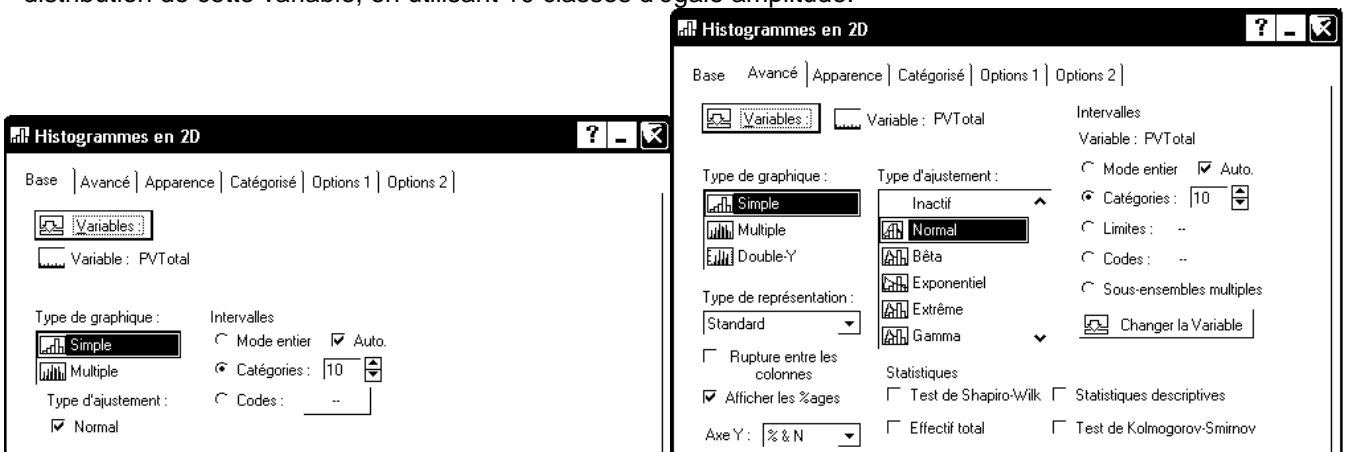 distribution de cette variable, en utilisant 10 classes d'égale amplitude.
Histogrammes en 2D
Base Avancé Apparence Catégorisé Options 1 Options 2
Variables :
Variable : PVTotal
Type de graphique :
Simple
Multiple
Type d'ajustement :
Normal
Intervalles
Mode entier Auto.
Catégories : 10
Codes : --
Histogrammes en 2D
Base Avancé Apparence Catégorisé Options 1 Options 2
Variables :
Variable : PVTotal
Type de graphique :
Simple
Multiple
Double-Y
Type de représentation :
Standard
Rupture entre les
colonnes
Afficher les %ages
Axe Y : % & N
Type d'ajustement :
Inactif
Normal
Bêta
Exponentiel
Extrême
Gamma
Intervalles
Variable : PVTotal
Mode entier Auto.
Catégories : 10
Limites : --
Codes : --
Sous-ensembles multiples
Changer la Variable
Statistiques
Test de Shapiro-Wilk Statistiques descriptives
Effectif total Test de Kolmogorov-Smirnov